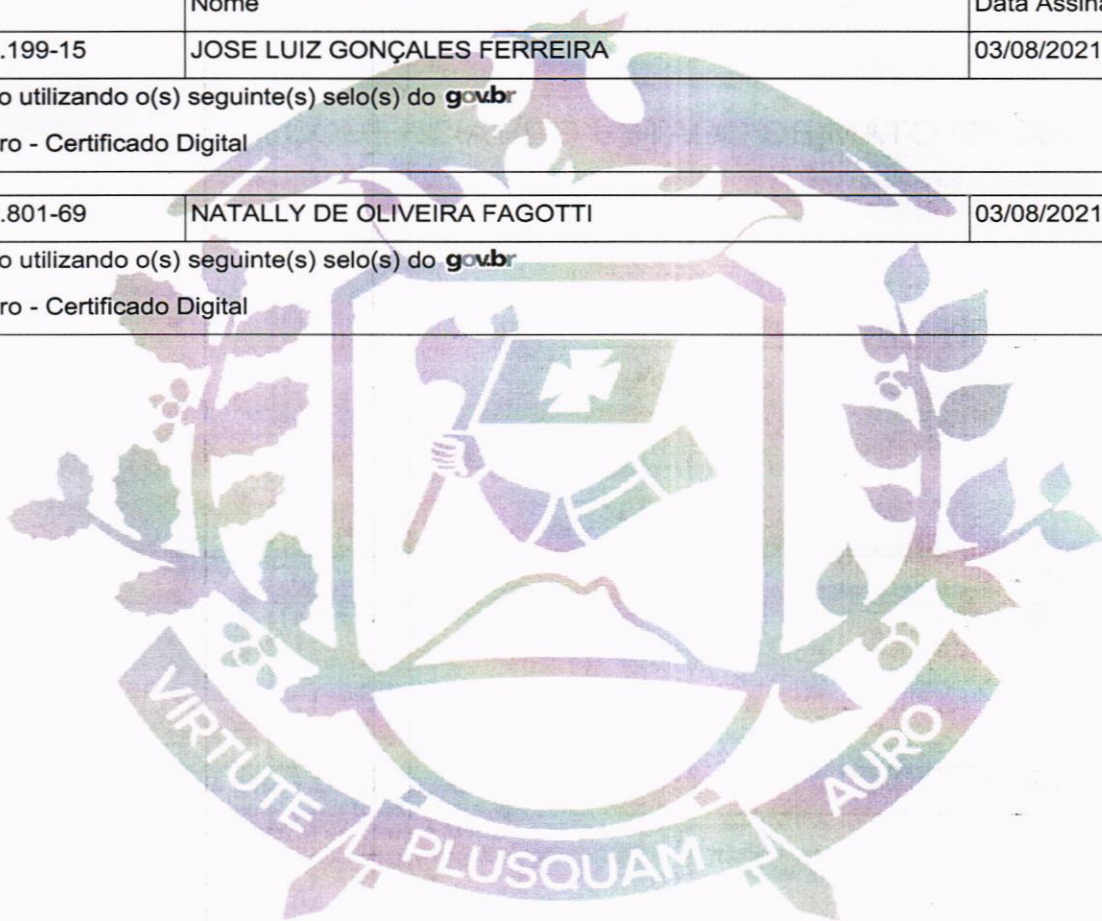 Nome Data Assina
.199-15 JOSE LUIZ GONÇALES FERREIRA 03/08/2021
o utilizando o(s) seguinte(s) selo(s) do gov.br
ro - Certificado Digital
.801-69 NATALLY DE OLIVEIRA FAGOTTI 03/08/2021
o utilizando o(s) seguinte(s) selo(s) do gov.br
ro - Certificado Digital
VIRTUTE PLUSQUAM AURO